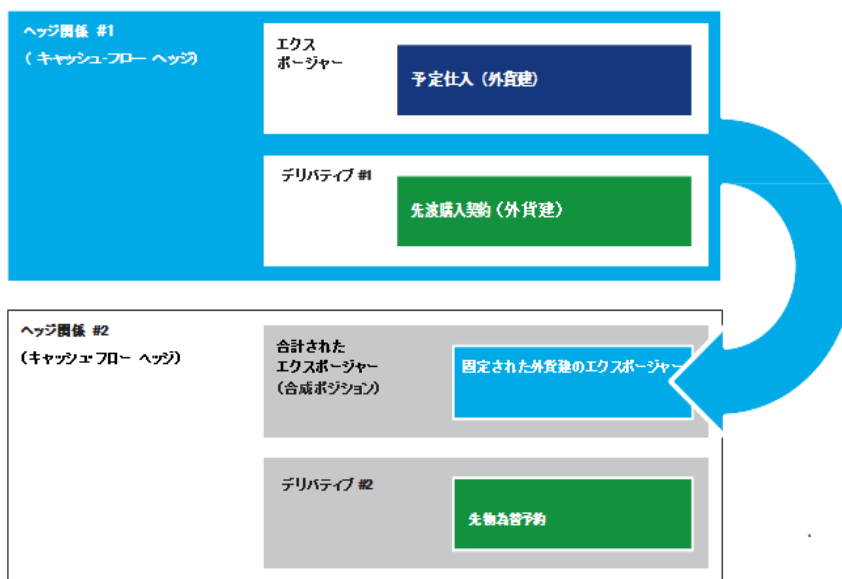 ヘッジ関係 #1
(キャッシュ・フロー ヘッジ)
エクス
ポージャー
予定仕入(外貨建)
デリバティブ #1
先渡購入契約(外貨建)
ヘッジ関係 #2
(キャッシュ・フロー ヘッジ)
合計された
エクスポージャー
(合成ポジション)
固定された外貨建のエクスポージャー
デリバティブ #2
先物為替予約